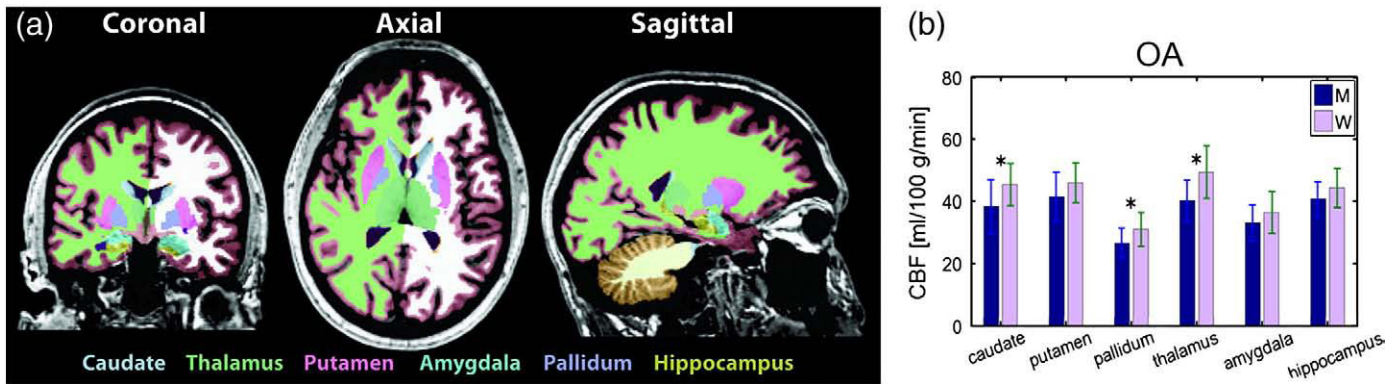 (a)
Coronal Axial Sagittal
Caudate Thalamus Putamen Amygdala Pallidum Hippocampus
(b)
OA
CBF [ml/100 g/min]
80
60
40
20
0
M
W
* * *
caudate putamen pallidum thalamus amygdala hippocampus